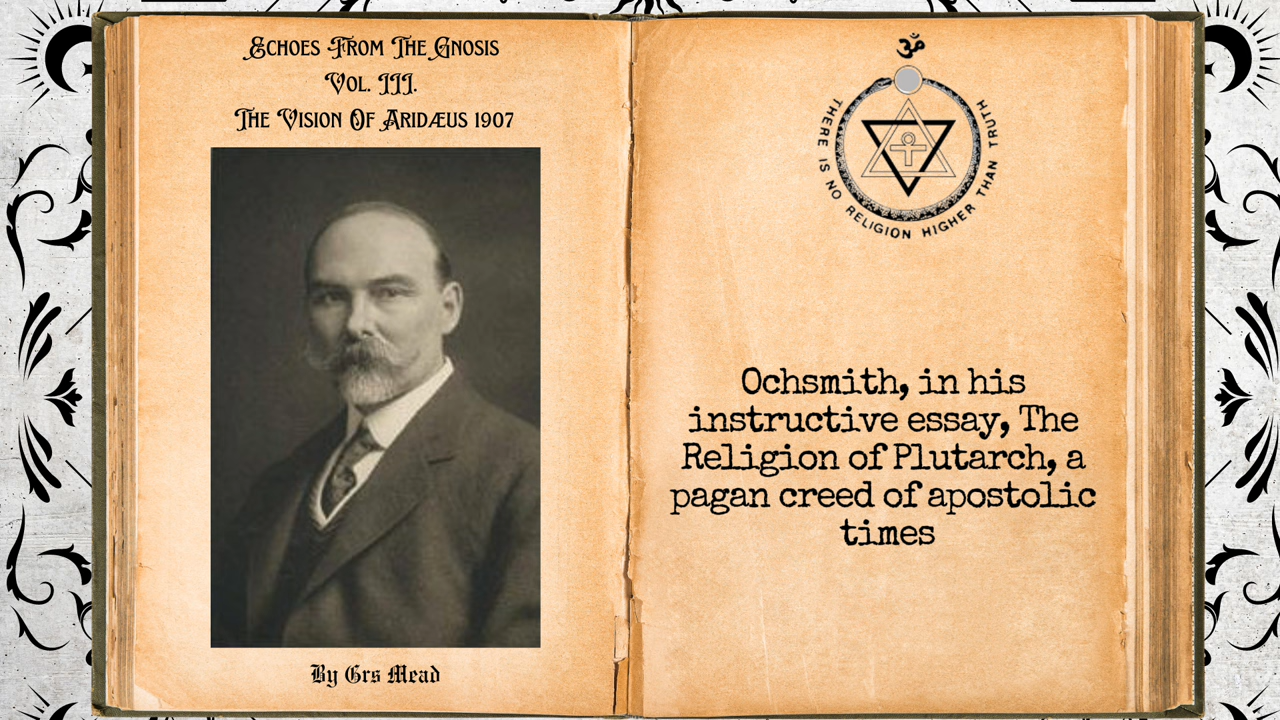 Echoes From The Gnosis
Vol. III.
The Vision Of Aridæus 1907
By Grs Mead
ॐ
THERE IS NO RELIGION HIGHER THAN TRUTH
Ochsmith, in his
instructive essay, The
Religion of Plutarch, a
pagan creed of apostolic
times